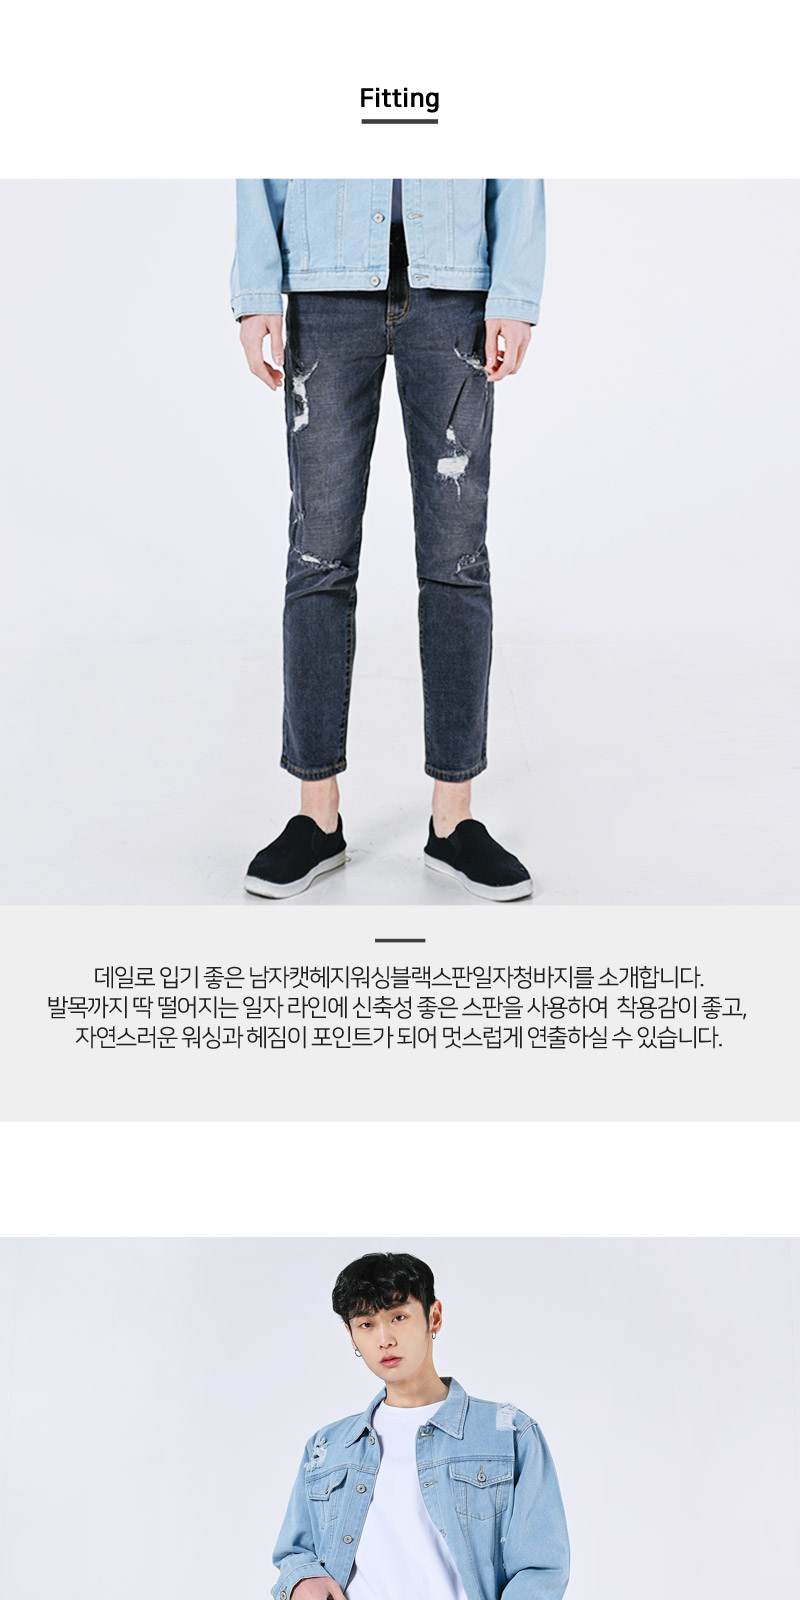 Fitting
데일로 입기 좋은 남자캣헤지워싱블랙스판일자청바지를 소개합니다.
발목까지 딱 떨어지는 일자 라인에 신축성 좋은 스판을 사용하여 착용감이 좋고,
자연스러운 워싱과 헤짐이 포인트가 되어 멋스럽게 연출하실 수 있습니다.